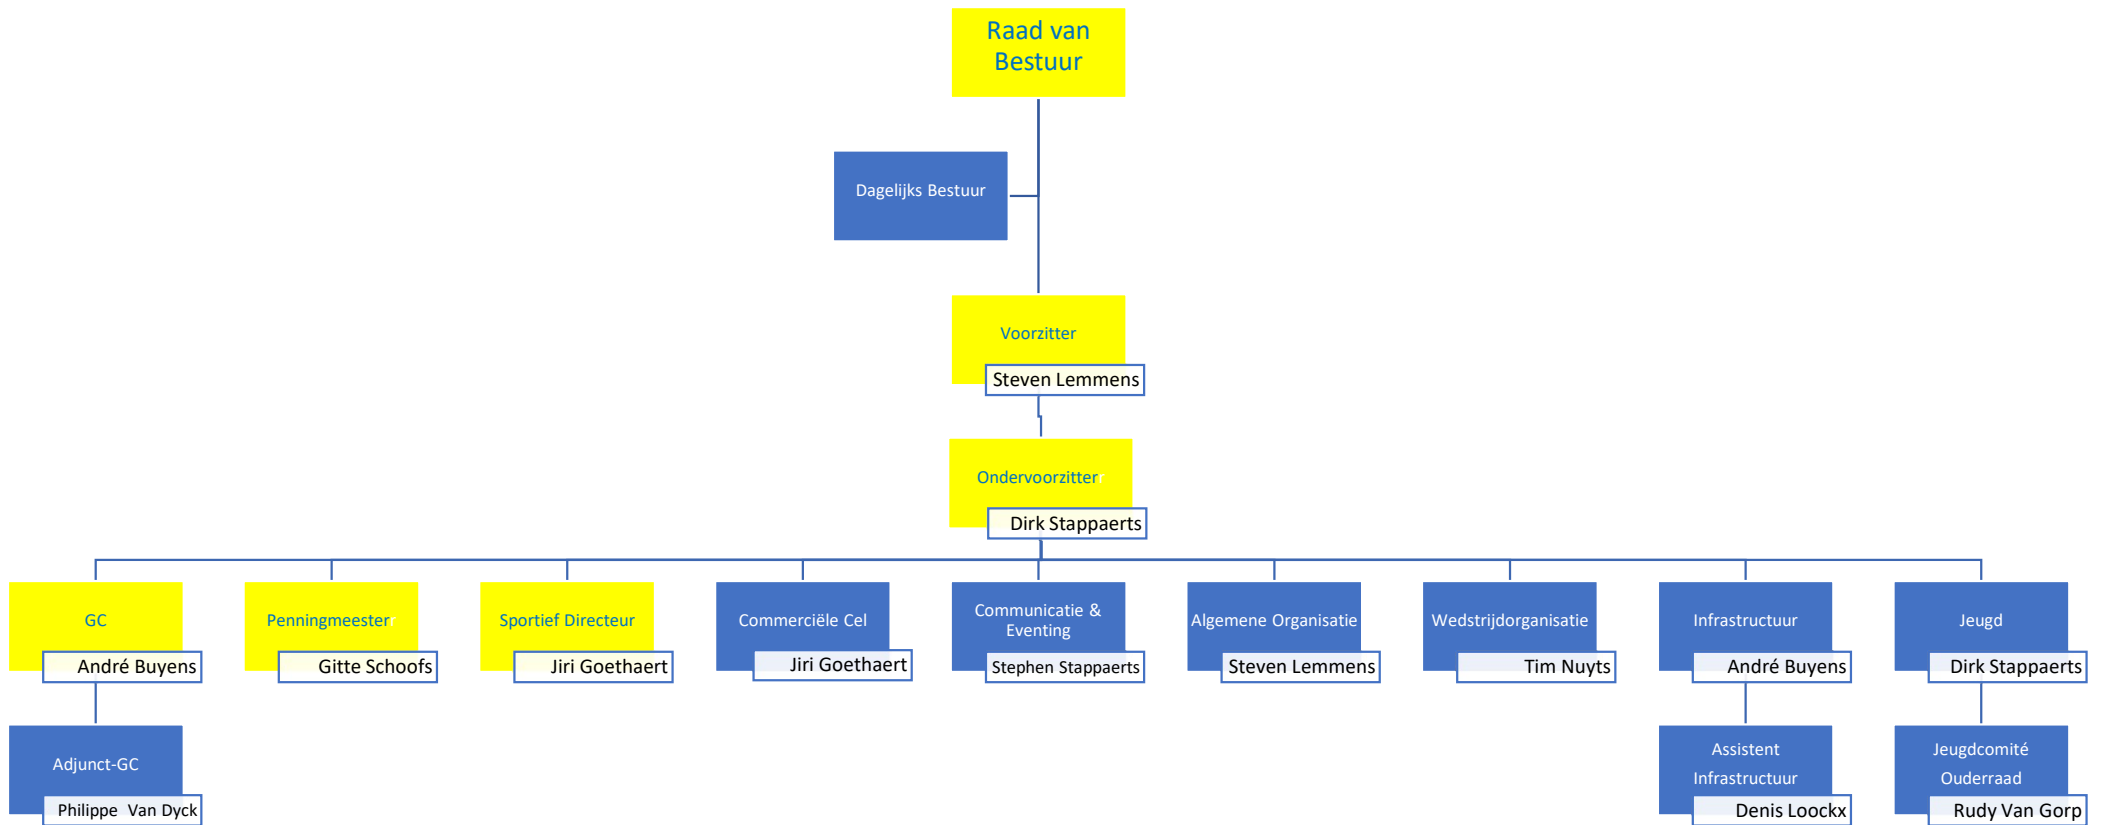 Raad van
Bestuur
Dagelijks Bestuur
Voorzitter
Steven Lemmens
Ondervoorzitterr
Dirk Stappaerts
GC
André Buyens
Penningmeesterr
Gitte Schoofs
Sportief Directeur
Jiri Goethaert
Commerciële Cel
Jiri Goethaert
Communicatie &
Eventing
Stephen Stappaerts
Algemene Organisatie
Steven Lemmens
Wedstrijdorganisatie
Tim Nuyts
Infrastructuur
André Buyens
Jeugd
Dirk Stappaerts
Adjunct-GC
Philippe Van Dyck
Assistent
Infrastructuur
Denis Loockx
Jeugdcomité
Ouderraad
Rudy Van Gorp